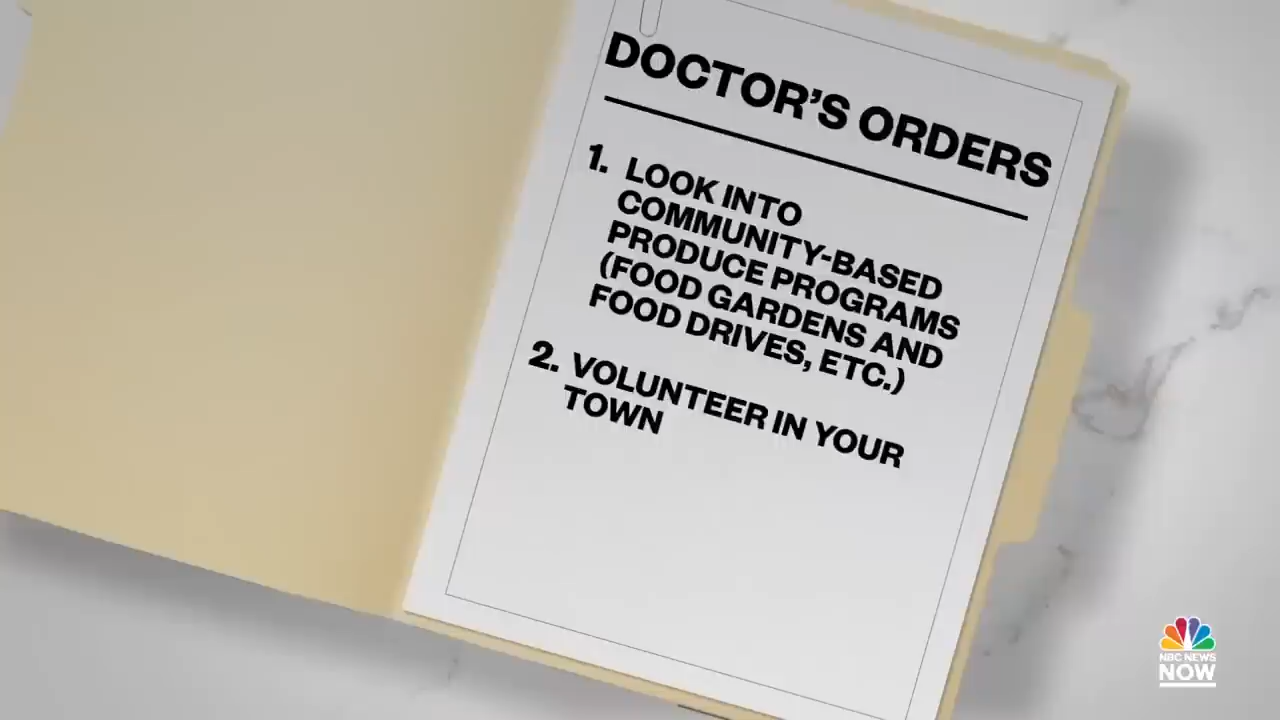 DOCTOR'S ORDERS
1. LOOK INTO
COMMUNITY-BASED
PRODUCE PROGRAMS
(FOOD GARDENS AND
FOOD DRIVES, ETC.)
2. VOLUNTEER IN YOUR
TOWN
NBC NEWS
NOW